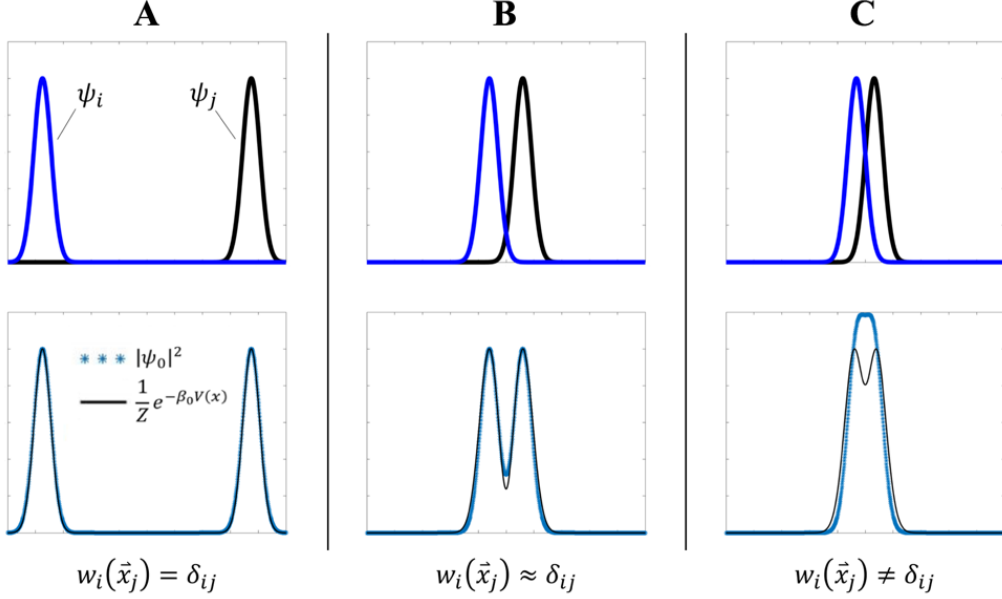 A B C
ψᵢ ψⱼ
|ψ₀|²
1/Z e^{-β₀V(x)}
wᵢ(x⃗ⱼ) = δᵢⱼ wᵢ(x⃗ⱼ) ≈ δᵢⱼ wᵢ(x⃗ⱼ) ≠ δᵢⱼ